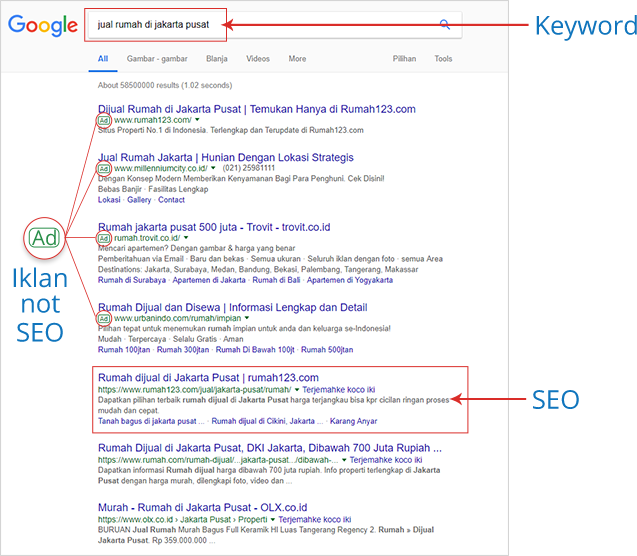 Google
jual rumah di jakarta pusat
Keyword
All Gambar - gambar Blanja Videos More Pilihan Tools
About 58500000 results (1.02 seconds)
Dijual Rumah di Jakarta Pusat | Temukan Hanya di Rumah123.com
Ad www.rumah123.com/
Situs Properti No.1 di Indonesia. Terlengkap dan Terupdate di Rumah123.com
Jual Rumah Jakarta | Hunian Dengan Lokasi Strategis
Ad www.millenniumcity.co.id/ (021) 25981111
Dengan Konsep Modern Memberikan Kenyamanan Bagi Para Penghuni. Cek Disini!
Bebas Banjir · Fasilitas Lengkap
Lokasi · Gallery · Contact
Rumah jakarta pusat 500 juta - Trovit - trovit.co.id
Ad rumah.trovit.co.id/
Mencari apartemen? Dengan gambar & harga yang benar
Pemberitahuan via Email · Baru dan bekas · Semua ukuran · Seluruh iklan dengan foto · semua Area
Destinations: Jakarta, Surabaya, Medan, Bandung, Bekasi, Palembang, Tangerang, Makassar
Rumah di Surabaya · Apartemen di Jakarta · Rumah di Bali · Apartemen di Yogyakarta
Ad
Iklan
not
SEO
Rumah Dijual dan Disewa | Informasi Lengkap dan Detail
Ad www.urbanindo.com/rumah/impian
Pilihan tepat untuk menemukan rumah impian untuk anda dan keluarga se-Indonesia!
Mudah · Terpercaya · Selalu Gratis · Aman
Rumah 100jtan · Rumah 300jtan · Rumah Di Bawah 100jt · Rumah 500jtan
Rumah dijual di Jakarta Pusat | rumah123.com
https://www.rumah123.com/jual/jakarta-pusat/rumah/ Terjemahke koco iki
Dapatkan pilihan terbaik rumah dijual di Jakarta Pusat harga terjangkau bisa kpr cicilan ringan proses
mudah dan cepat.
Tanah bagus di jakarta pusat ... · Rumah dijual di Cikini, Jakarta ... · Karang Anyar
SEO
Rumah Dijual di Jakarta Pusat, DKI Jakarta, Dibawah 700 Juta Rupiah ...
https://www.rumah.com/rumah-dijual/...jakarta-pusat.../dibawah-... Terjemahke koco iki
Dapatkan informasi Rumah dijual harga dibawah 700 juta rupiah. Info properti terlengkap di Jakarta
Pusat dengan harga murah, dilengkapi foto, video dan ...
Murah - Rumah di Jakarta Pusat - OLX.co.id
https://www.olx.co.id › Jakarta Pusat › Properti Terjemahke koco iki
BURUAN Jual Rumah Murah Bagus Full Keramik Hl Luas Tangerang Regency 2. Rumah » Dijual
Jakarta Pusat. Rp 359.000.000 ...